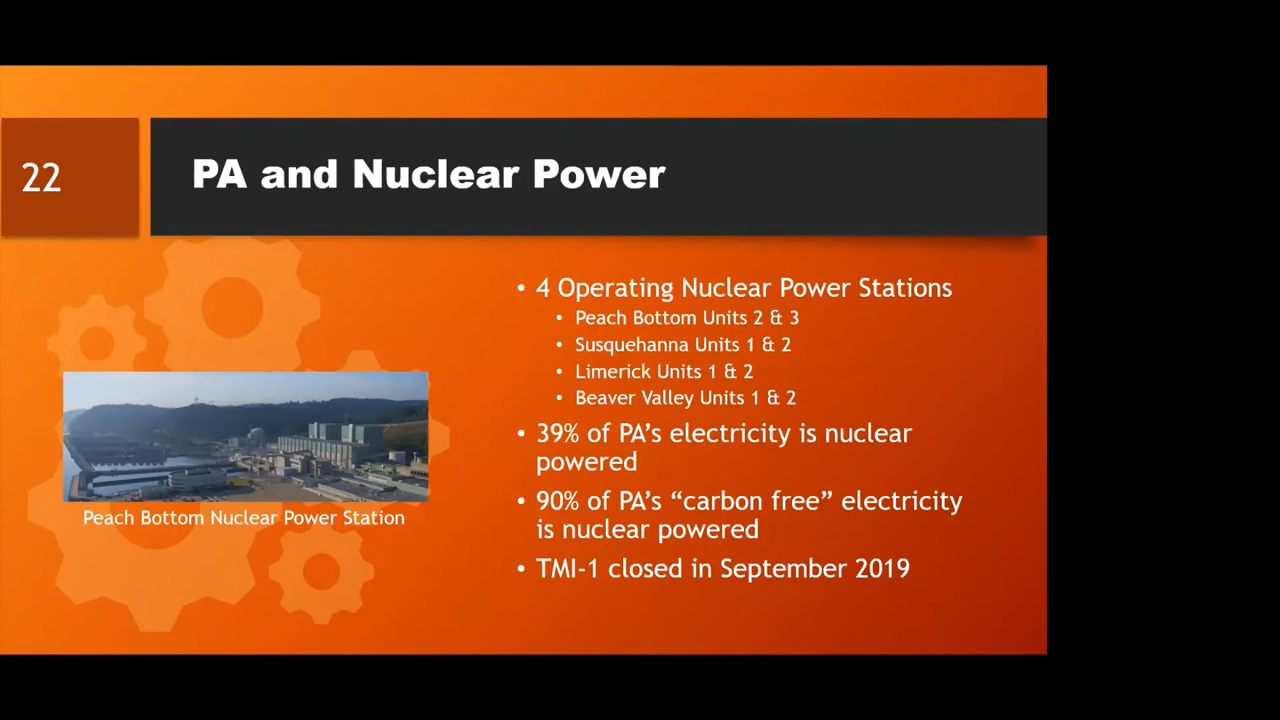 22
PA and Nuclear Power
• 4 Operating Nuclear Power Stations
• Peach Bottom Units 2 & 3
• Susquehanna Units 1 & 2
• Limerick Units 1 & 2
• Beaver Valley Units 1 & 2
• 39% of PA’s electricity is nuclear
powered
• 90% of PA’s “carbon free” electricity
is nuclear powered
• TMI-1 closed in September 2019
Peach Bottom Nuclear Power Station